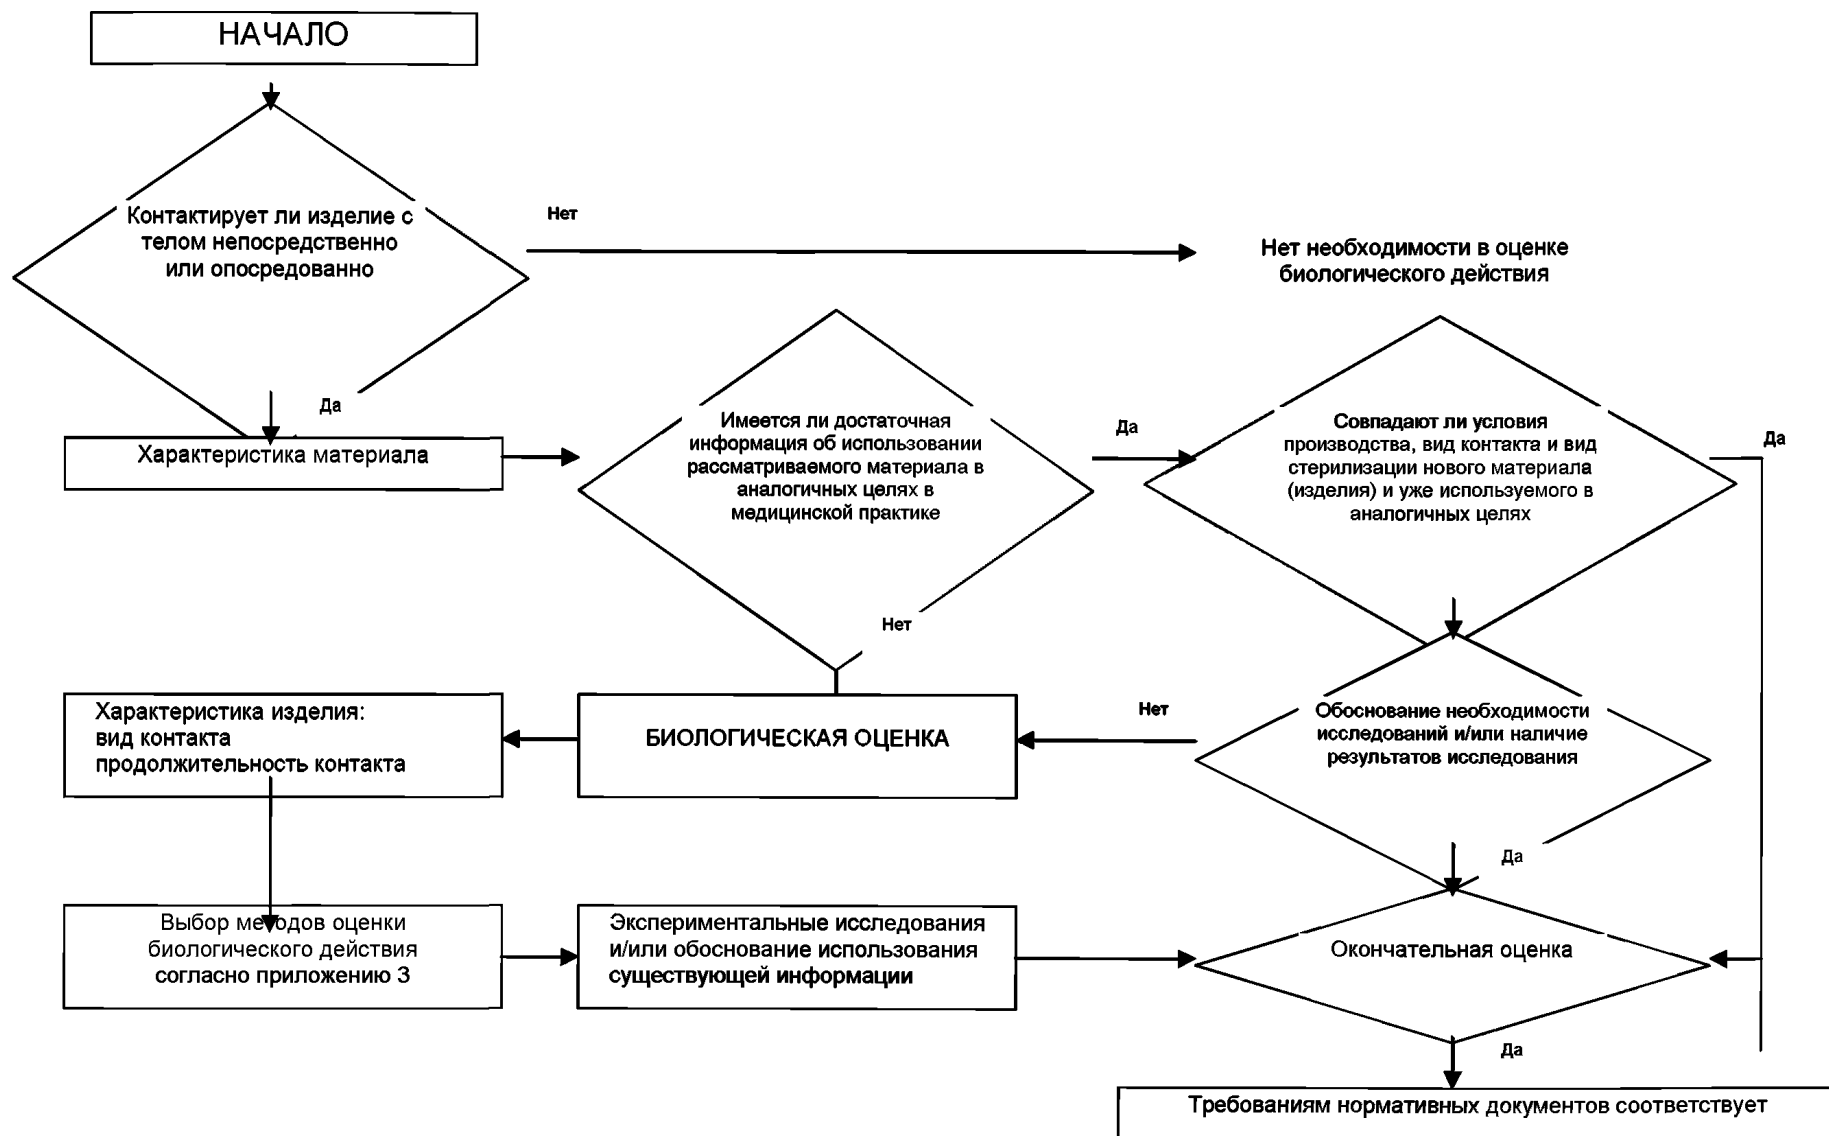 НАЧАЛО
Контактирует ли изделие с
телом непосредственно
или опосредованно
Нет
Нет необходимости в оценке
биологического действия
Да
Характеристика материала
Имеется ли достаточная
информация об использовании
рассматриваемого материала в
аналогичных целях в
медицинской практике
Да
Совпадают ли условия
производства, вид контакта и вид
стерилизации нового материала
(изделия) и уже используемого в
аналогичных целях
Да
Нет
Характеристика изделия:
вид контакта
продолжительность контакта
БИОЛОГИЧЕСКАЯ ОЦЕНКА
Нет
Обоснование необходимости
исследований и/или наличие
результатов исследования
Да
Выбор методов оценки
биологического действия
согласно приложению 3
Экспериментальные исследования
и/или обоснование использования
существующей информации
Окончательная оценка
Да
Требованиям нормативных документов соответствует